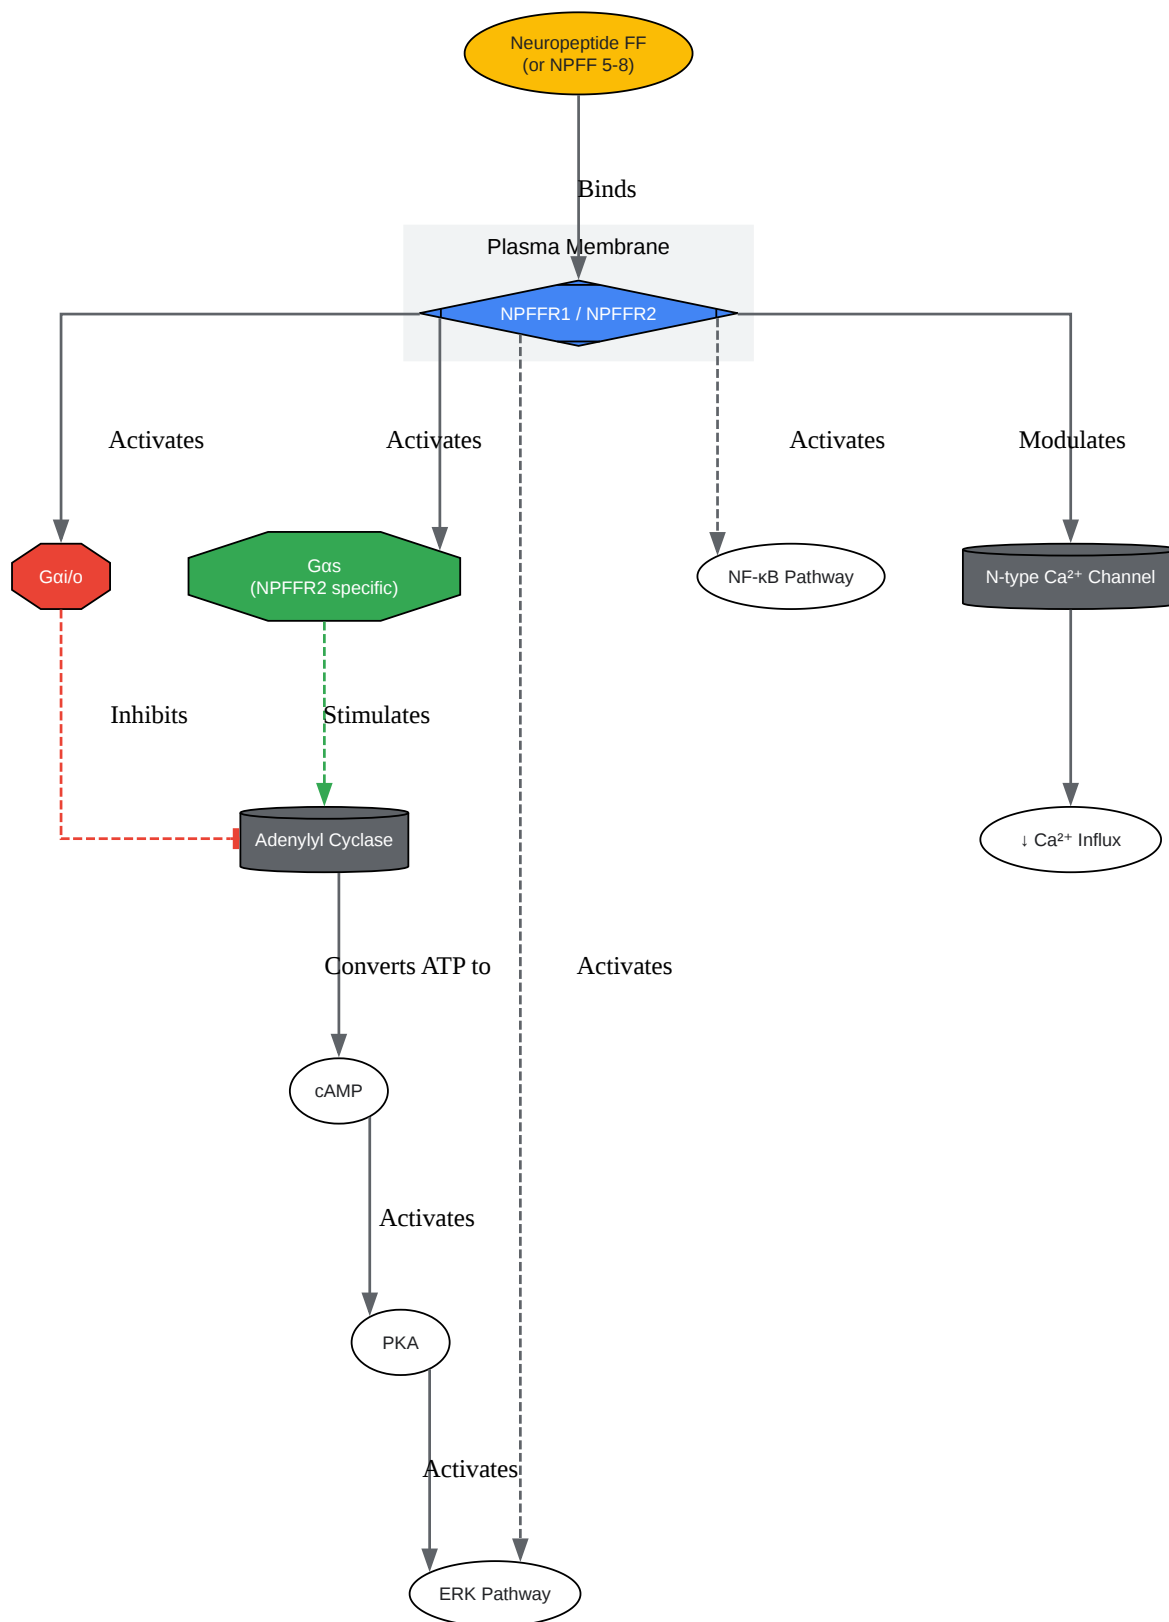 Neuropeptide FF
(or NPFF 5-8)
Binds
Plasma Membrane
NPFFR1 / NPFFR2
Activates
Activates
Activates
Modulates
Gαi/o
Gαs
(NPFFR2 specific)
NF-κB Pathway
N-type Ca²⁺ Channel
Inhibits
Stimulates
Adenylyl Cyclase
↓ Ca²⁺ Influx
Converts ATP to
Activates
cAMP
Activates
PKA
Activates
ERK Pathway